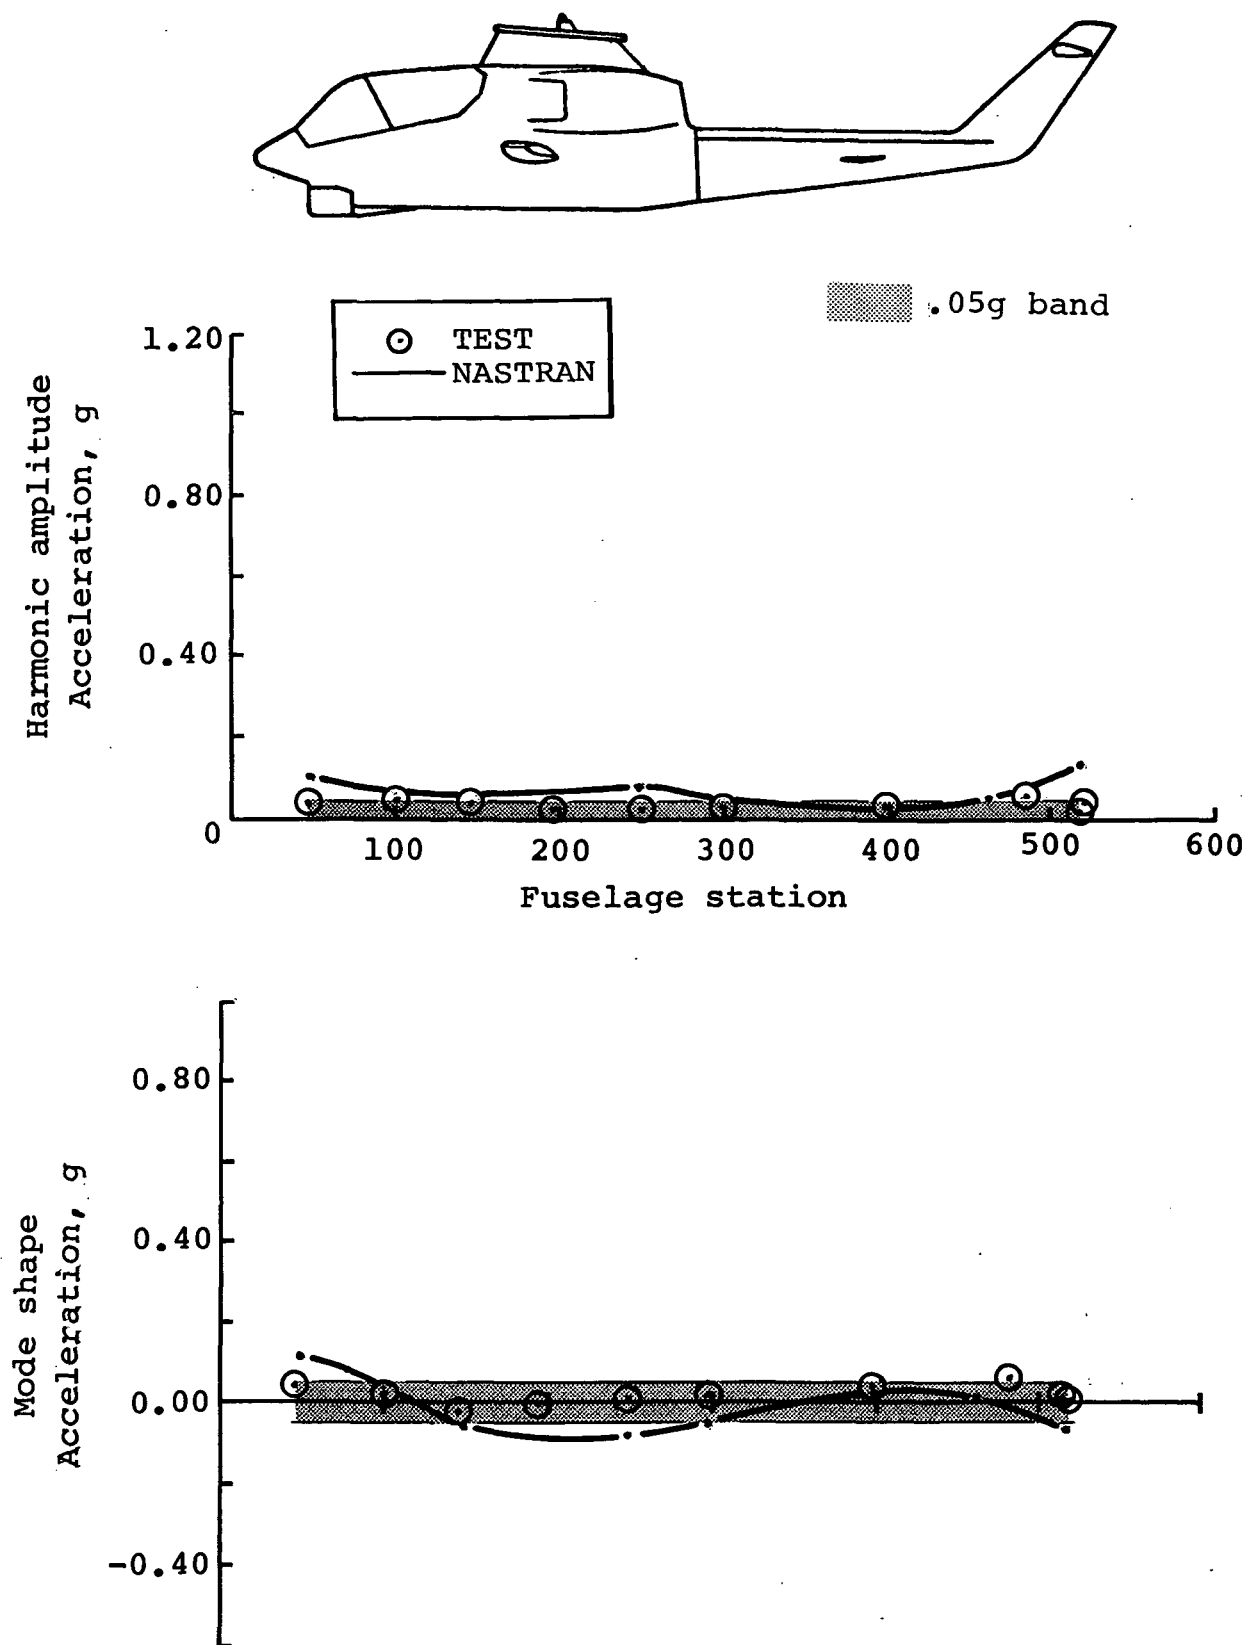 .05g band
TEST
NASTRAN
Harmonic amplitude
Acceleration, g
1.20
0.80
0.40
0
100 200 300 400 500 600
Fuselage station
Mode shape
Acceleration, g
0.80
0.40
0.00
-0.40